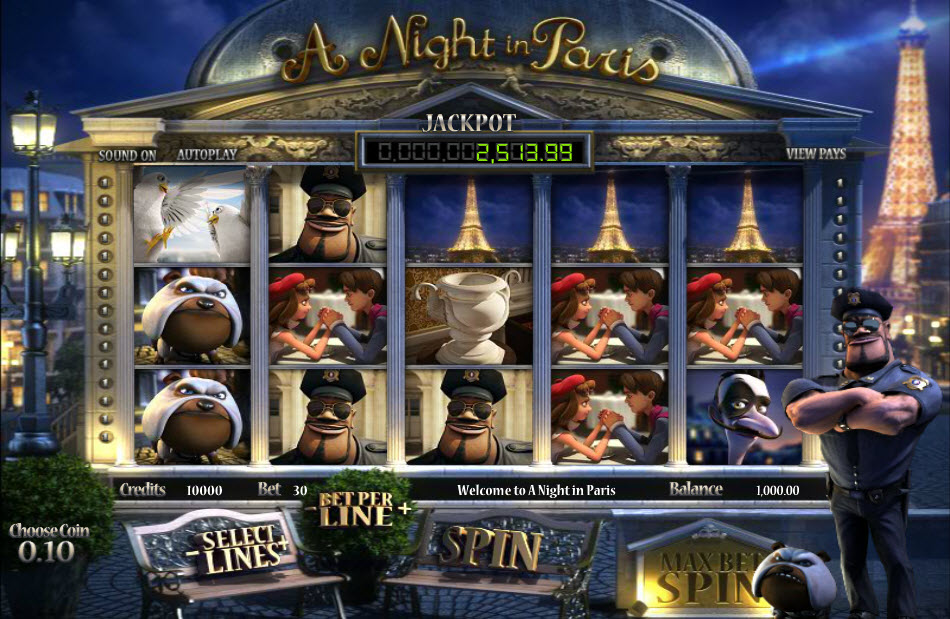 A Night in Paris
JACKPOT
SOUND ON AUTOPLAY 0,000,002,513.99 VIEW PAYS
Credits 10000 Bet 30 Welcome to A Night in Paris Balance 1,000.00
Choose Coin
0.10
- SELECT +
LINES
- BET PER +
LINE
SPIN
MAX BET
SPIN